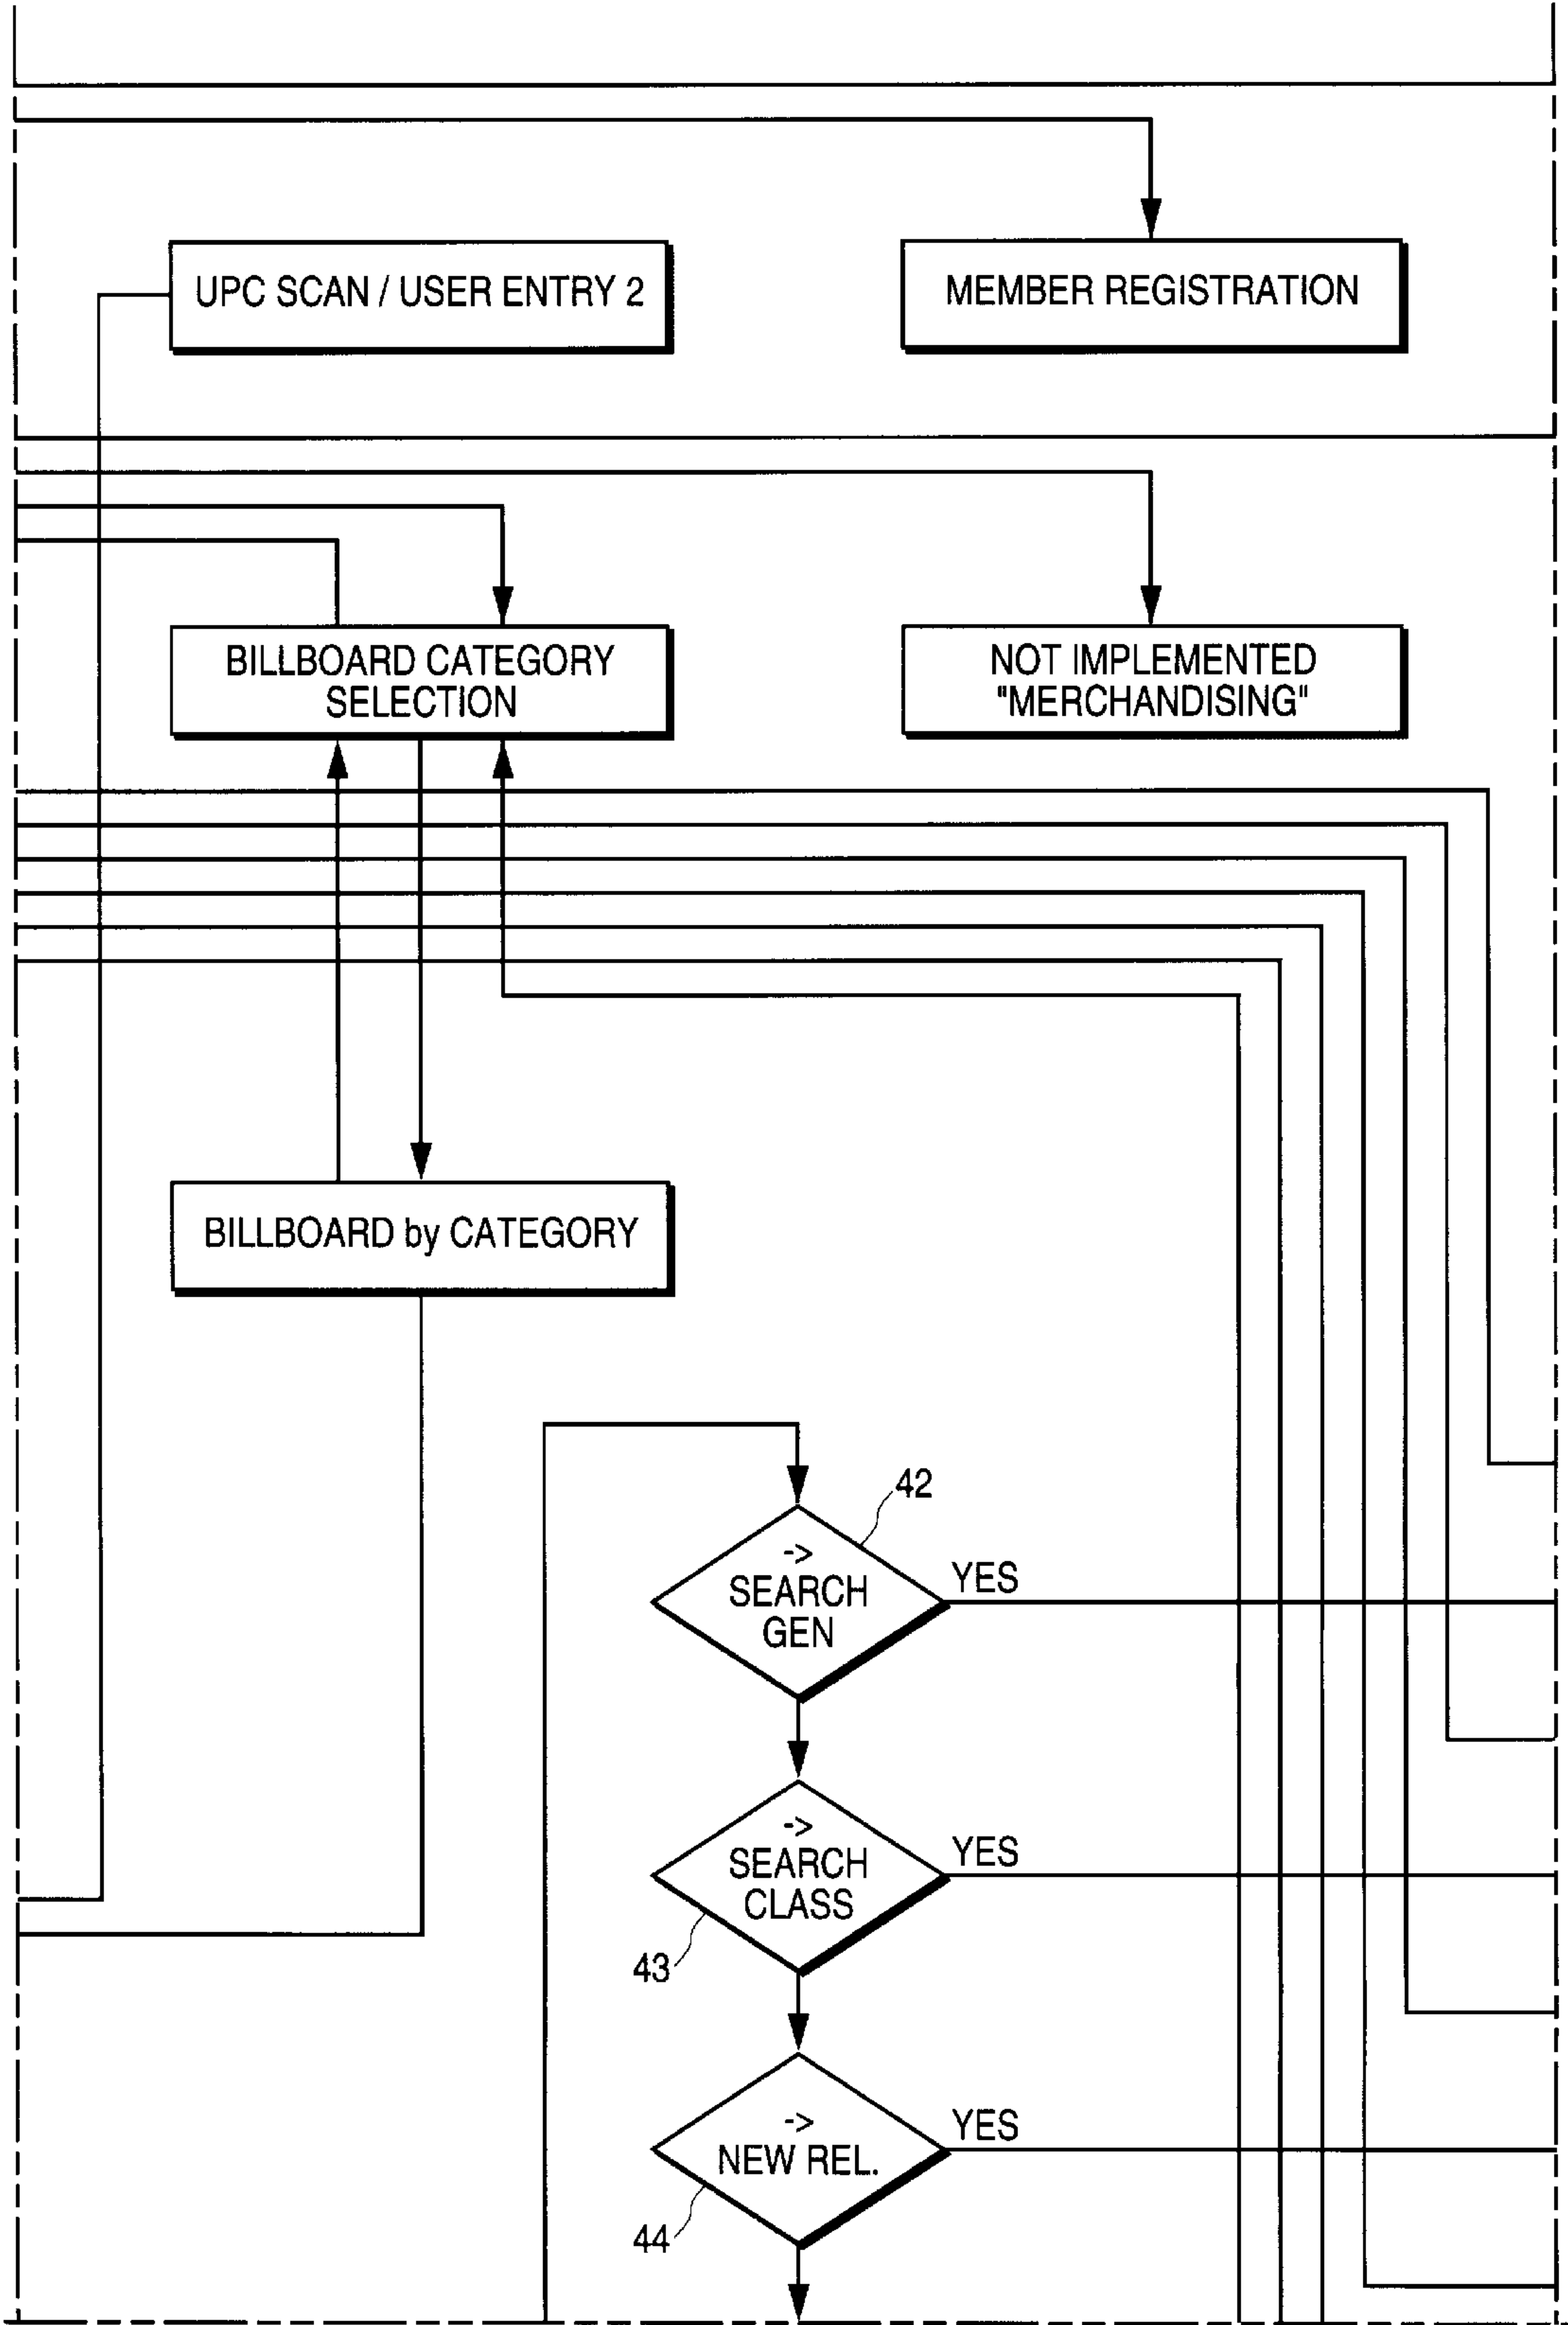 UPC SCAN / USER ENTRY 2
MEMBER REGISTRATION
BILLBOARD CATEGORY
SELECTION
NOT IMPLEMENTED
"MERCHANDISING"
BILLBOARD by CATEGORY
42
->
SEARCH
GEN
YES
->
SEARCH
CLASS
YES
43
->
NEW REL.
YES
44